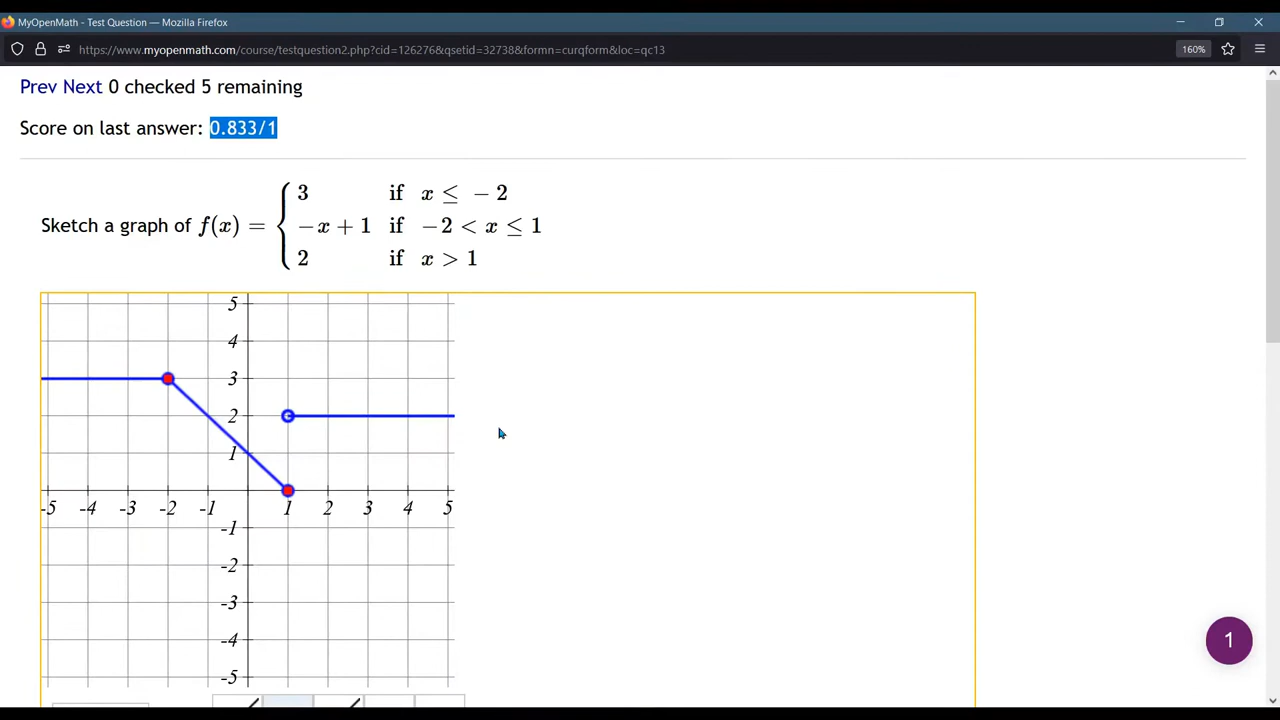 MyOpenMath - Test Question — Mozilla Firefox
https://www.myopenmath.com/course/testquestion2.php?cid=126276&qsetid=32738&formn=curqform&loc=qc13
160%
Prev Next 0 checked 5 remaining
Score on last answer: 0.833/1
3 if x ≤ − 2
Sketch a graph of f(x) = { −x + 1 if −2 < x ≤ 1
2 if x > 1
5
4
3
2
1
-5 -4 -3 -2 -1 1 2 3 4 5
-1
-2
-3
-4
-5
1